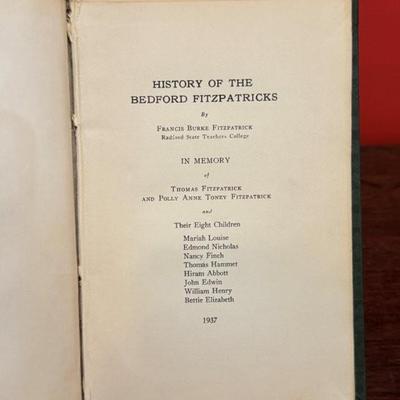 HISTORY OF THE
BEDFORD FITZPATRICKS
By
FRANCIS BURKE FITZPATRICK
Radford State Teachers College
IN MEMORY
of
THOMAS FITZPATRICK
AND POLLY ANNE TONEY FITZPATRICK
and
Their Eight Children
Mariah Louise
Edmond Nicholas
Nancy Finch
Thomas Hammet
Hiram Abbott
John Edwin
William Henry
Bettie Elizabeth
1937